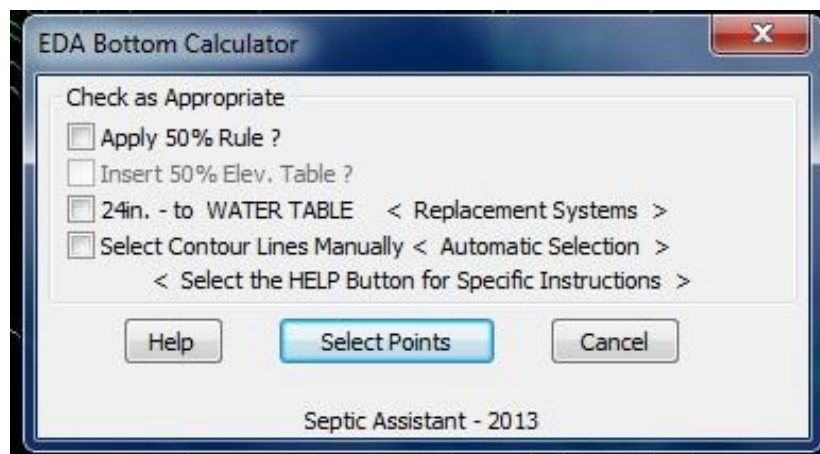 EDA Bottom Calculator
Check as Appropriate
Apply 50% Rule ?
Insert 50% Elev. Table ?
24in. - to WATER TABLE < Replacement Systems >
Select Contour Lines Manually < Automatic Selection >
< Select the HELP Button for Specific Instructions >
Help Select Points Cancel
Septic Assistant - 2013